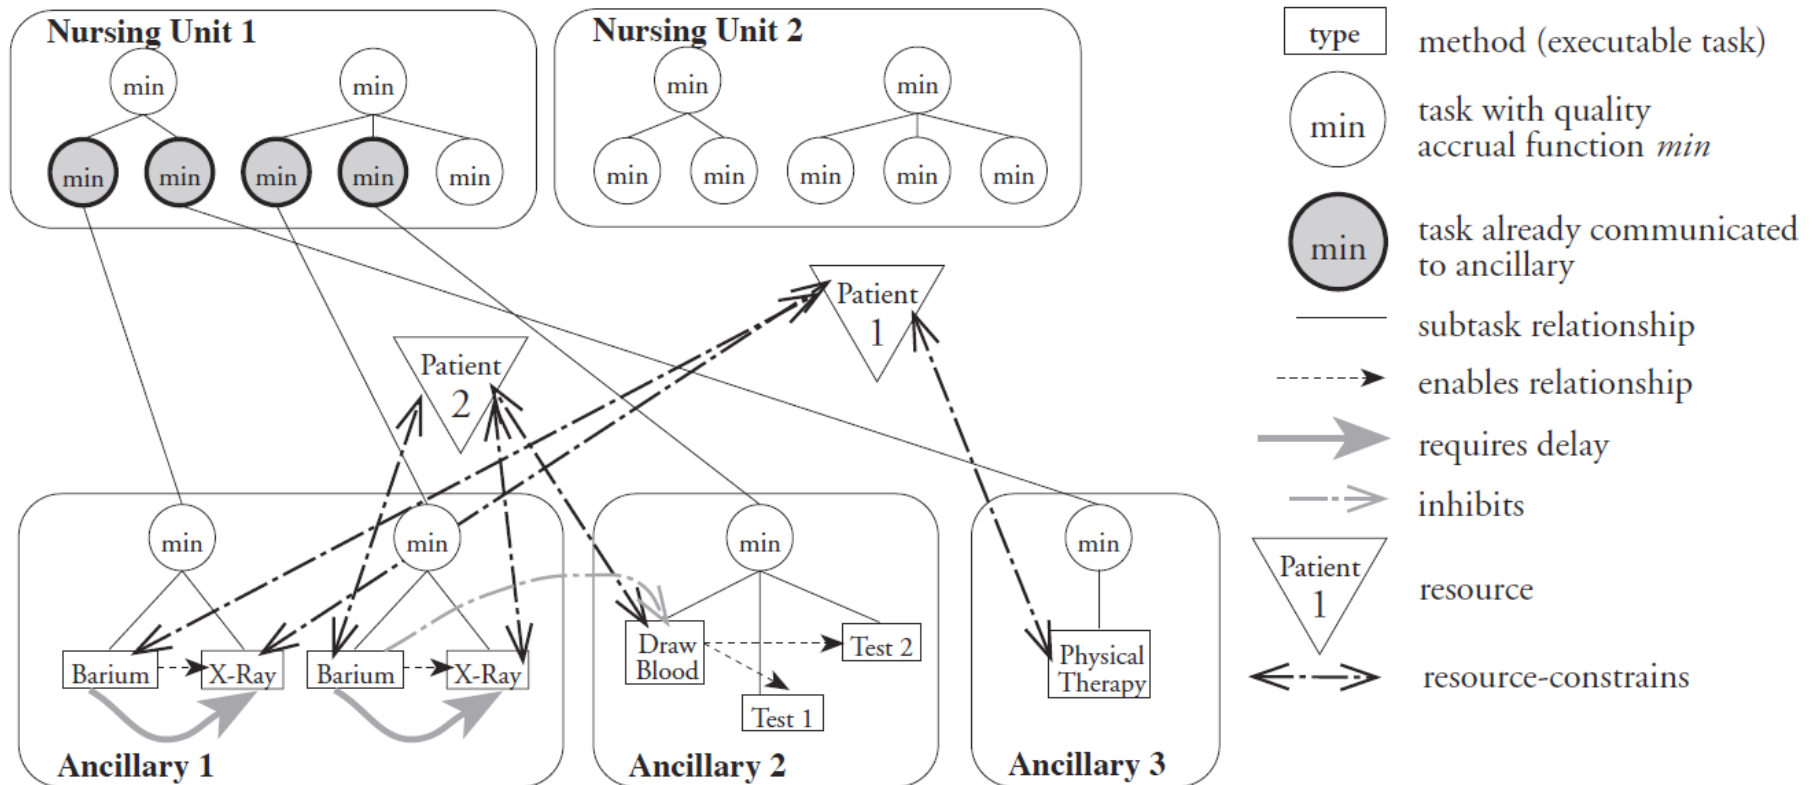 Nursing Unit 1
min
min
min
min
min
min
min
Nursing Unit 2
min
min
min
min
min
min
min
Patient
1
Patient
2
min
Barium
X-Ray
min
Barium
X-Ray
Ancillary 1
min
Draw
Blood
Test 2
Test 1
Ancillary 2
min
Physical
Therapy
Ancillary 3
type
method (executable task)
min
task with quality
accrual function min
min
task already communicated
to ancillary
subtask relationship
enables relationship
requires delay
inhibits
Patient
1
resource
resource-constrains